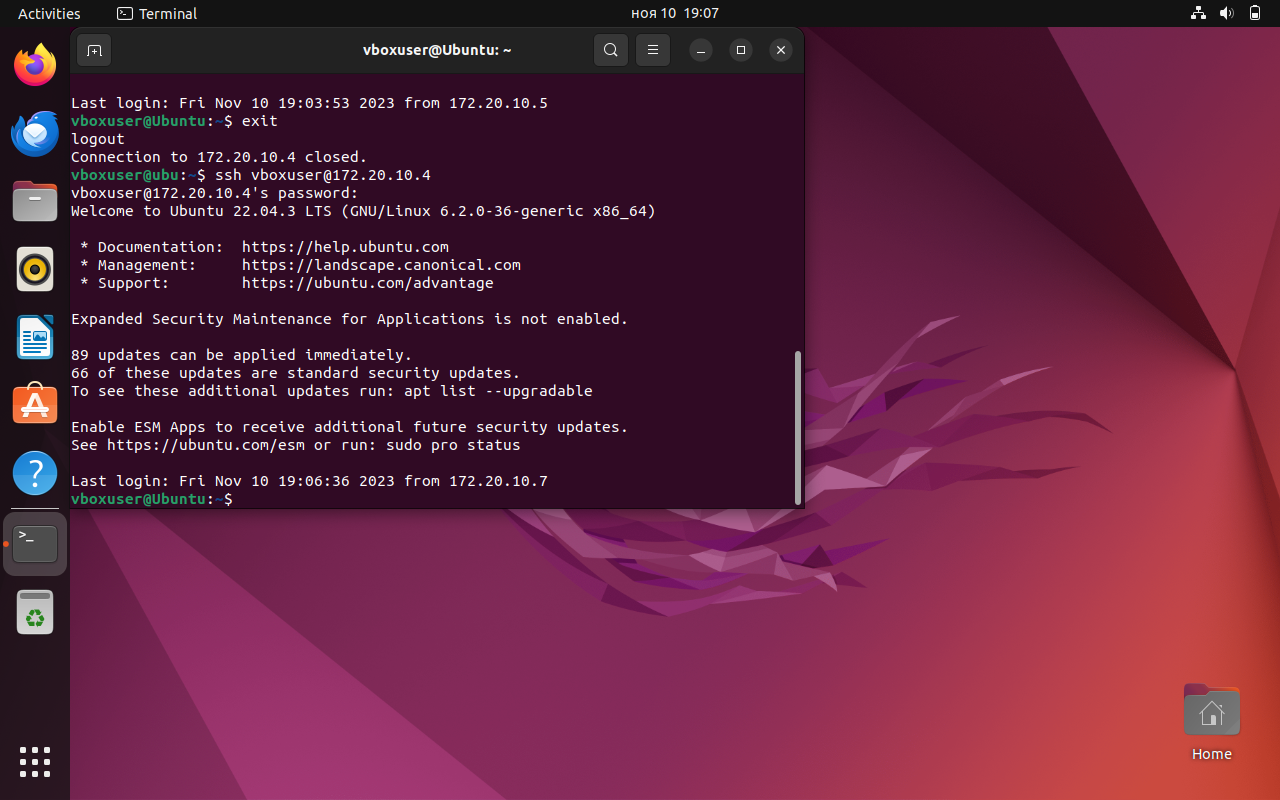 Activities
Terminal
ноя 10 19:07
vboxuser@Ubuntu: ~
Last login: Fri Nov 10 19:03:53 2023 from 172.20.10.5
vboxuser@Ubuntu:~$ exit
logout
Connection to 172.20.10.4 closed.
vboxuser@ubu:~$ ssh vboxuser@172.20.10.4
vboxuser@172.20.10.4's password:
Welcome to Ubuntu 22.04.3 LTS (GNU/Linux 6.2.0-36-generic x86_64)
* Documentation:  https://help.ubuntu.com
* Management:     https://landscape.canonical.com
* Support:        https://ubuntu.com/advantage
Expanded Security Maintenance for Applications is not enabled.
89 updates can be applied immediately.
66 of these updates are standard security updates.
To see these additional updates run: apt list --upgradable
Enable ESM Apps to receive additional future security updates.
See https://ubuntu.com/esm or run: sudo pro status
Last login: Fri Nov 10 19:06:36 2023 from 172.20.10.7
vboxuser@Ubuntu:~$
Home